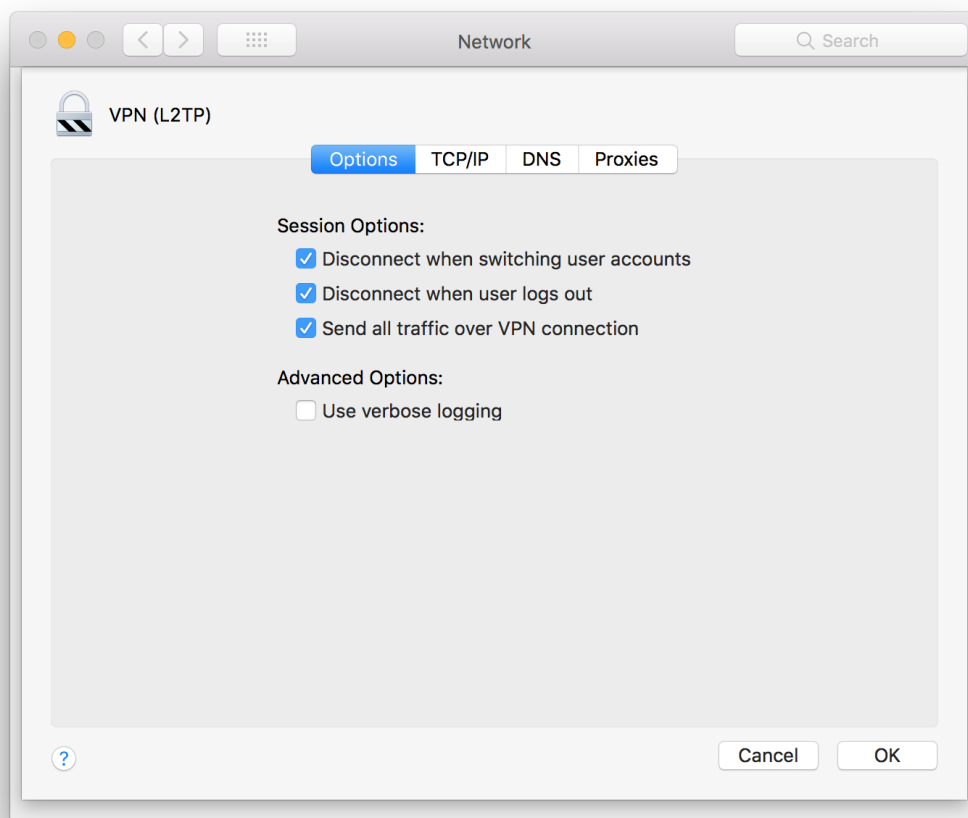 Network
Search
VPN (L2TP)
Options TCP/IP DNS Proxies
Session Options:
Disconnect when switching user accounts
Disconnect when user logs out
Send all traffic over VPN connection
Advanced Options:
Use verbose logging
?
Cancel OK